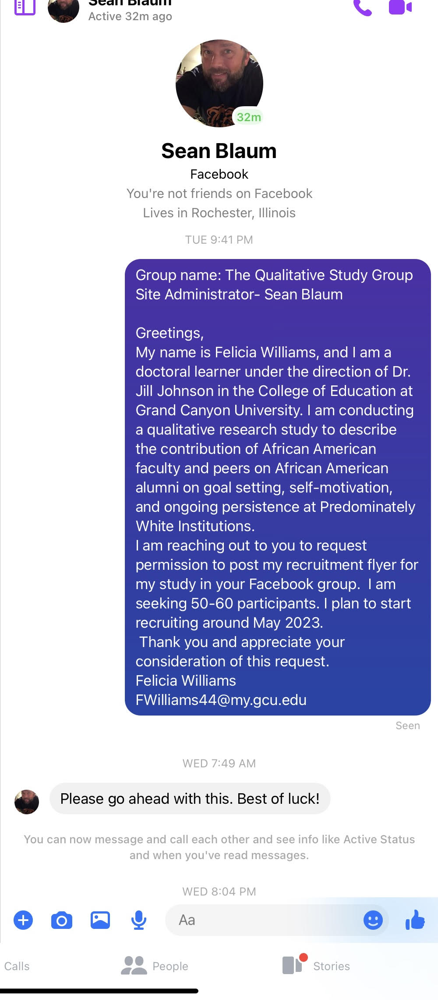 Sean Blaum
Active 32m ago
32m
Sean Blaum
Facebook
You're not friends on Facebook
Lives in Rochester, Illinois
TUE 9:41 PM
Group name: The Qualitative Study Group
Site Administrator- Sean Blaum
Greetings,
My name is Felicia Williams, and I am a
doctoral learner under the direction of Dr.
Jill Johnson in the College of Education at
Grand Canyon University. I am conducting
a qualitative research study to describe
the contribution of African American
faculty and peers on African American
alumni on goal setting, self-motivation,
and ongoing persistence at Predominately
White Institutions.
I am reaching out to you to request
permission to post my recruitment flyer for
my study in your Facebook group.  I am
seeking 50-60 participants. I plan to start
recruiting around May 2023.
Thank you and appreciate your
consideration of this request.
Felicia Williams
FWilliams44@my.gcu.edu
Seen
WED 7:49 AM
Please go ahead with this. Best of luck!
You can now message and call each other and see info like Active Status
and when you've read messages.
WED 8:04 PM
Aa
Calls
People
Stories